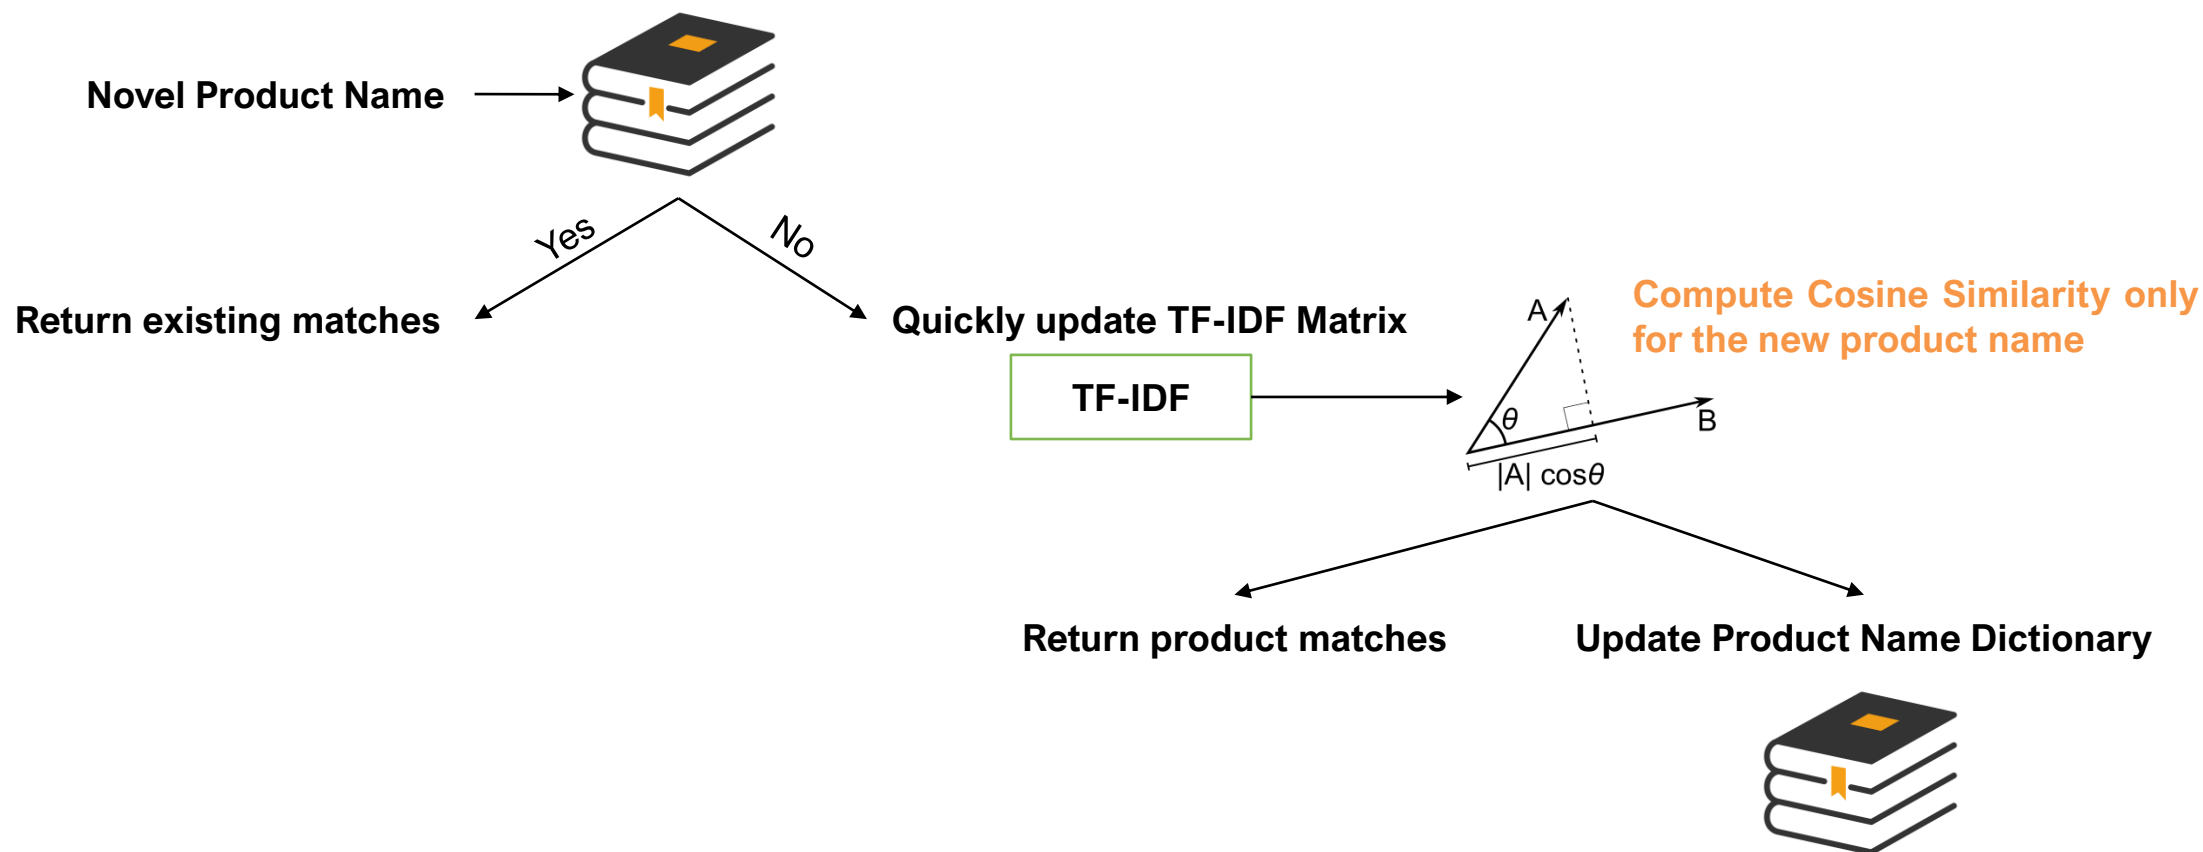 Novel Product Name
Yes
No
Return existing matches
Quickly update TF-IDF Matrix
TF-IDF
Compute Cosine Similarity only
for the new product name
A
θ
B
|A| cosθ
Return product matches
Update Product Name Dictionary